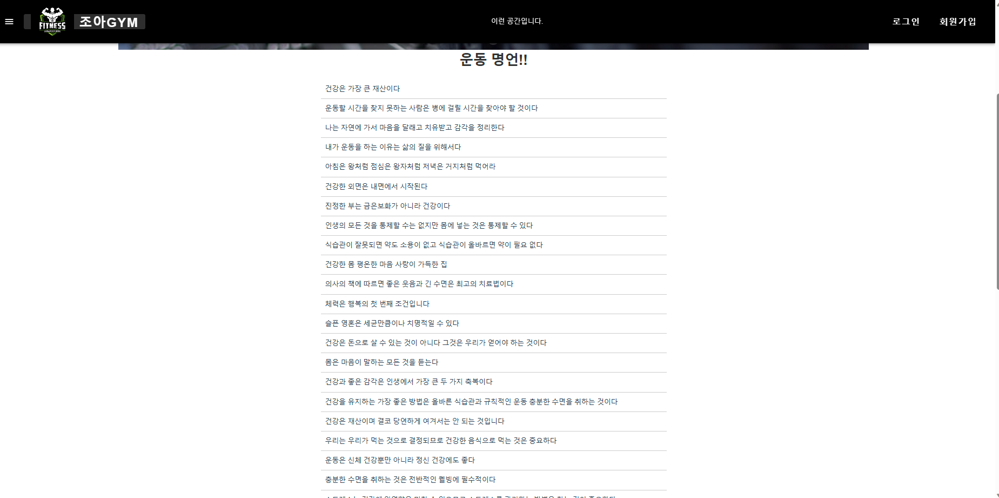 FITNESS
조아GYM
이런 공간입니다.
로그인
회원가입
운동 명언!!
건강은 가장 큰 재산이다
운동할 시간을 찾지 못하는 사람은 병에 걸릴 시간을 찾아야 할 것이다
나는 자연에 가서 마음을 달래고 치유받고 감각을 정리한다
내가 운동을 하는 이유는 삶의 질을 위해서다
아침은 왕처럼 점심은 왕자처럼 저녁은 거지처럼 먹어라
건강한 외면은 내면에서 시작된다
진정한 부는 금은보화가 아니라 건강이다
인생의 모든 것을 통제할 수는 없지만 몸에 넣는 것은 통제할 수 있다
식습관이 잘못되면 약도 소용이 없고 식습관이 올바르면 약이 필요 없다
건강한 몸 평온한 마음 사랑이 가득한 집
의사의 책에 따르면 좋은 웃음과 긴 수면은 최고의 치료법이다
체력은 행복의 첫 번째 조건입니다
슬픈 영혼은 세균만큼이나 치명적일 수 있다
건강은 돈으로 살 수 있는 것이 아니다 그것은 우리가 얻어야 하는 것이다
몸은 마음이 말하는 모든 것을 듣는다
건강과 좋은 감각은 인생에서 가장 큰 두 가지 축복이다
건강을 유지하는 가장 좋은 방법은 올바른 식습관과 규칙적인 운동 충분한 수면을 취하는 것이다
건강은 재산이며 결코 당연하게 여겨서는 안 되는 것입니다
우리는 우리가 먹는 것으로 결정되므로 건강한 음식으로 먹는 것은 중요하다
운동은 신체 건강뿐만 아니라 정신 건강에도 좋다
충분한 수면을 취하는 것은 전반적인 웰빙에 필수적이다